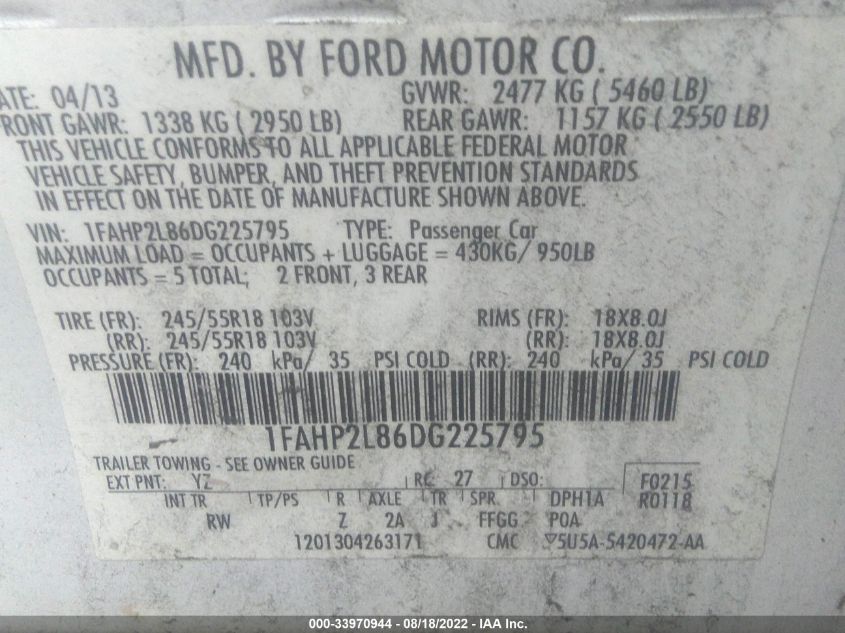 MFD. BY FORD MOTOR CO.
ATE: 04/13 GVWR: 2477 KG ( 5460 LB)
RONT GAWR: 1338 KG ( 2950 LB) REAR GAWR: 1157 KG ( 2550 LB)
THIS VEHICLE CONFORMS TO ALL APPLICABLE FEDERAL MOTOR
VEHICLE SAFETY, BUMPER, AND THEFT PREVENTION STANDARDS
IN EFFECT ON THE DATE OF MANUFACTURE SHOWN ABOVE.
VIN: 1FAHP2L86DG225795 TYPE: Passenger Car
MAXIMUM LOAD = OCCUPANTS + LUGGAGE = 430KG/ 950LB
OCCUPANTS = 5 TOTAL; 2 FRONT, 3 REAR
TIRE (FR): 245/55R18 103V RIMS (FR): 18X8.0J
(RR): 245/55R18 103V (RR): 18X8.0J
PRESSURE (FR): 240 kPa/ 35 PSI COLD (RR): 240 kPa/ 35 PSI COLD
1FAHP2L86DG225795
TRAILER TOWING - SEE OWNER GUIDE
EXT PNT: YZ RC: 27 DSO: F0215
INT TR TP/PS R AXLE TR SPR DPH1A R0118
RW Z 2A J FFGG POA
1201304263171 CMC ▽5U5A-5420472-AA
000-33970944 - 08/18/2022 - IAA Inc.